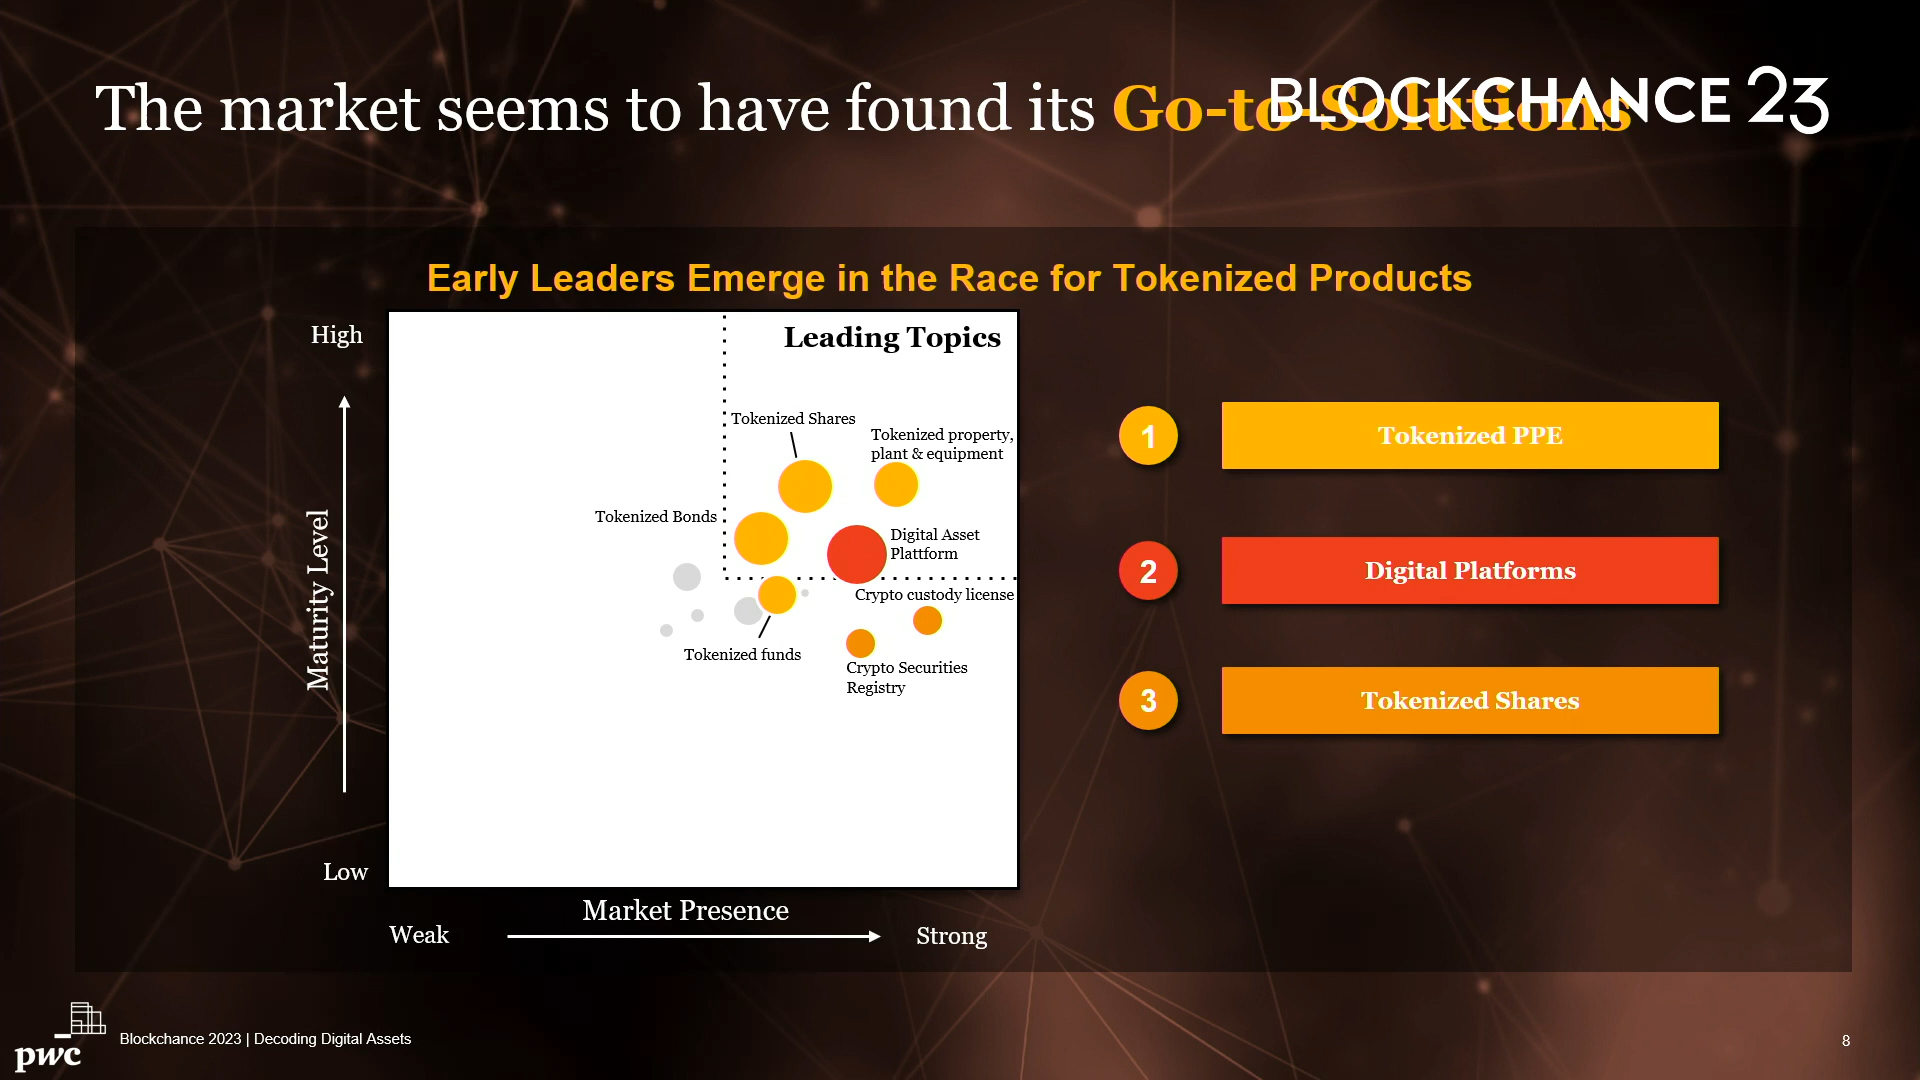 The market seems to have found its Go-to-Solutions
BLOCKCHANCE 23
Early Leaders Emerge in the Race for Tokenized Products
High
Leading Topics
Tokenized Shares
Tokenized property,
plant & equipment
Tokenized Bonds
Digital Asset
Plattform
Crypto custody license
Tokenized funds
Crypto Securities
Registry
Maturity Level
Low
Market Presence
Weak
Strong
1
Tokenized PPE
2
Digital Platforms
3
Tokenized Shares
pwc
Blockchance 2023 | Decoding Digital Assets
8